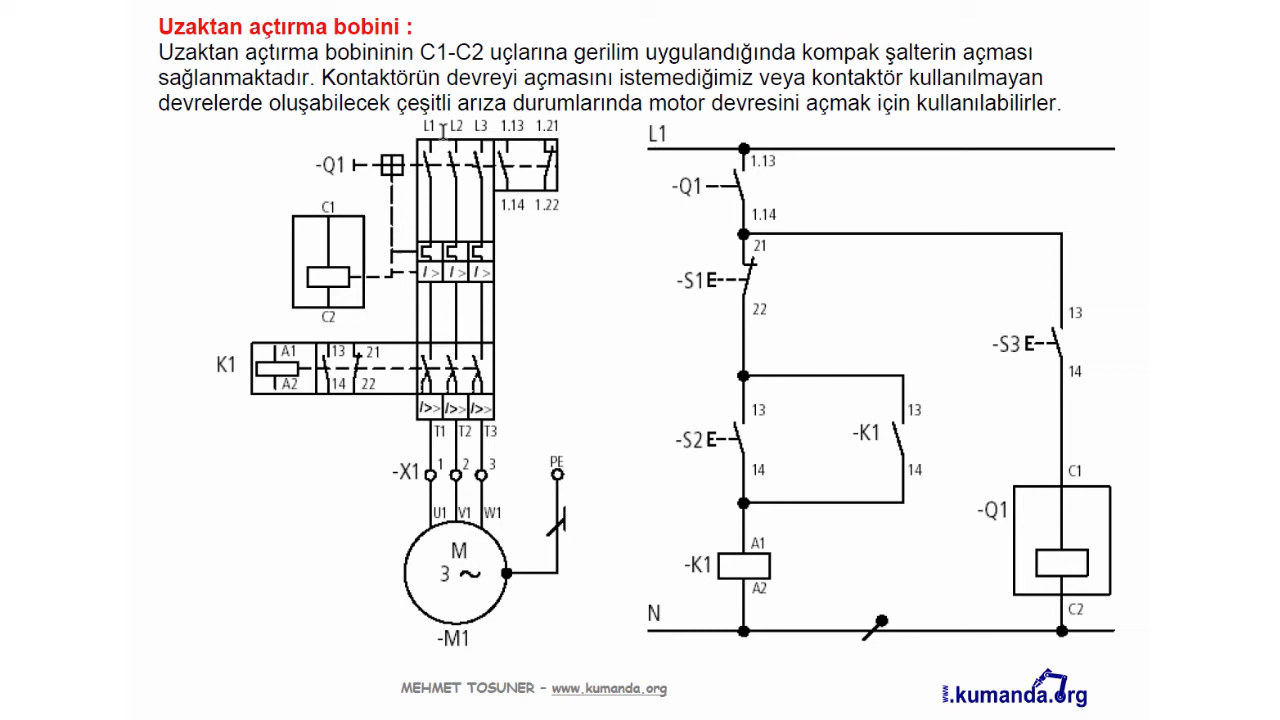 Uzaktan açtırma bobini :
Uzaktan açtırma bobininin C1-C2 uçlarına gerilim uygulandığında kompak şalterin açması
sağlanmaktadır. Kontaktörün devreyi açmasını istemediğimiz veya kontaktör kullanılmayan
devrelerde oluşabilecek çeşitli arıza durumlarında motor devresini açmak için kullanılabilirler.
L1 L2 L3 1.13 1.21
-Q1
1.14 1.22
C1
I> I> I>
C2
K1 A1 13 21
A2 14 22
I>> I>> I>>
T1 T2 T3
-X1 1 2 3 PE
U1 V1 W1
M
3 ~
-M1
L1
1.13
-Q1
1.14
21
-S1 E
22
13
-S3 E
14
13 13
-S2 E -K1
14 14
C1
-Q1
A1
-K1
A2
C2
N
MEHMET TOSUNER - www.kumanda.org
www.kumanda.org